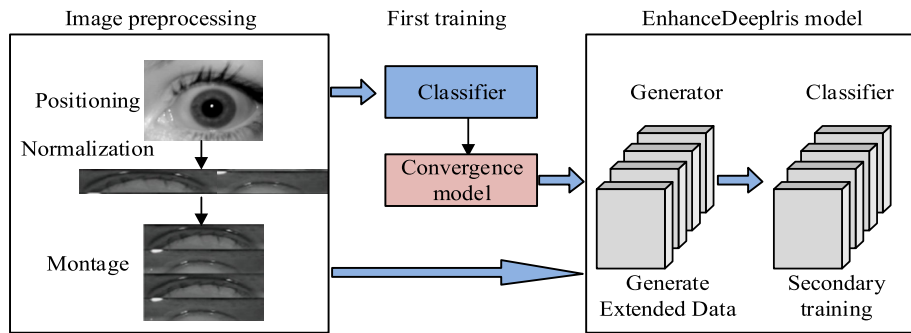 Image preprocessing
First training
EnhanceDeepIris model
Positioning
Normalization
Montage
Classifier
Convergence
model
Generator
Classifier
Generate
Extended Data
Secondary
training